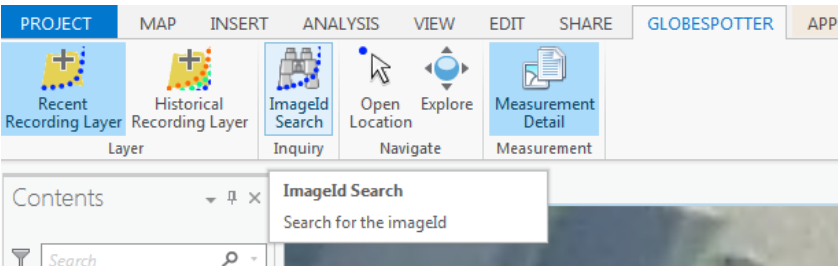 PROJECT MAP INSERT ANALYSIS VIEW EDIT SHARE GLOBESPOTTER APP
Recent Historical ImageId Open Explore Measurement
Recording Layer Recording Layer Search Location Detail
Layer Inquiry Navigate Measurement
Contents
ImageId Search
Search for the imageId
Search